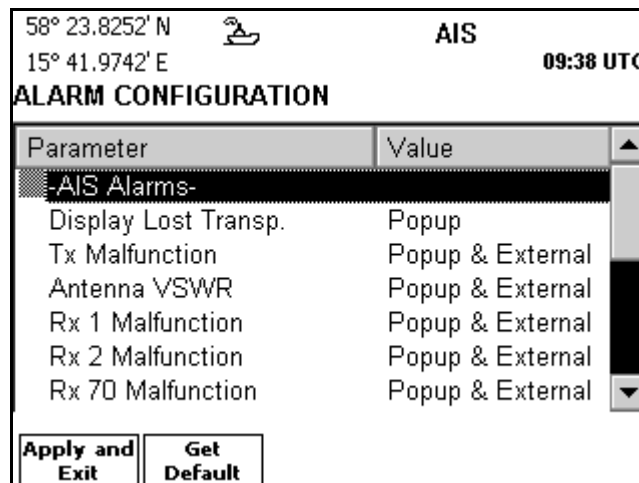 58° 23.8252' N
15° 41.9742' E
AIS
09:38 UTC
ALARM CONFIGURATION
Parameter Value
-AIS Alarms-
Display Lost Transp. Popup
Tx Malfunction Popup & External
Antenna VSWR Popup & External
Rx 1 Malfunction Popup & External
Rx 2 Malfunction Popup & External
Rx 70 Malfunction Popup & External
Apply and Exit
Get Default